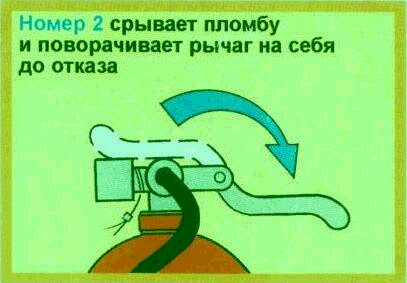 Номер 2 срывает пломбу
и поворачивает рычаг на себя
до отказа